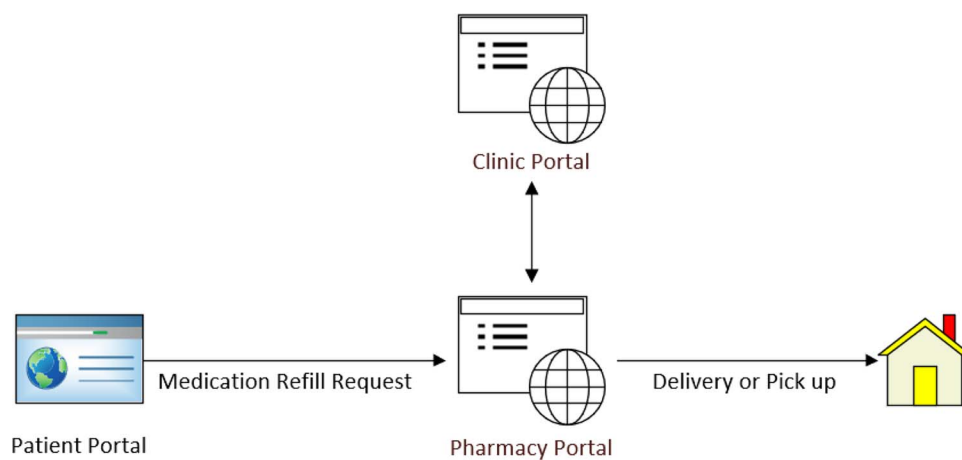 Clinic Portal
Medication Refill Request
Delivery or Pick up
Patient Portal
Pharmacy Portal